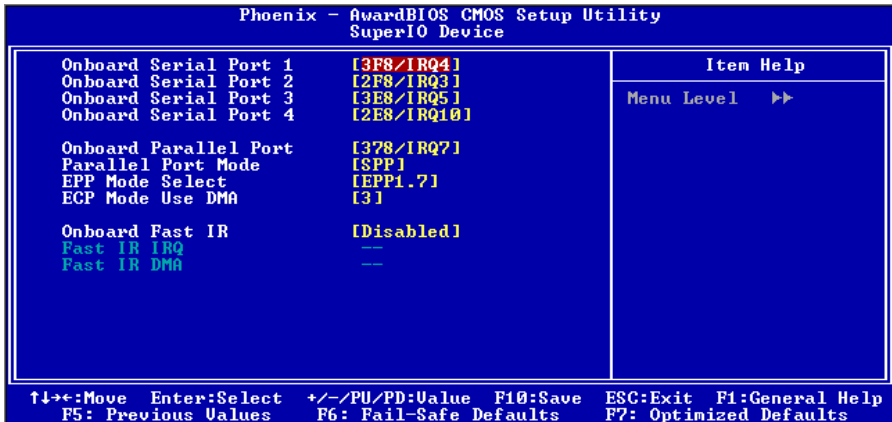 Phoenix - AwardBIOS CMOS Setup Utility
SuperIO Device
Onboard Serial Port 1 [3F8/IRQ4]
Onboard Serial Port 2 [2F8/IRQ3]
Onboard Serial Port 3 [3E8/IRQ5]
Onboard Serial Port 4 [2E8/IRQ10]
Onboard Parallel Port [378/IRQ7]
Parallel Port Mode [SPP]
EPP Mode Select [EPP1.7]
ECP Mode Use DMA [3]
Onboard Fast IR [Disabled]
Fast IR IRQ --
Fast IR DMA --
Item Help
Menu Level ▸▸
↑↓→←:Move Enter:Select +/-/PU/PD:Value F10:Save ESC:Exit F1:General Help
F5: Previous Values F6: Fail-Safe Defaults F7: Optimized Defaults